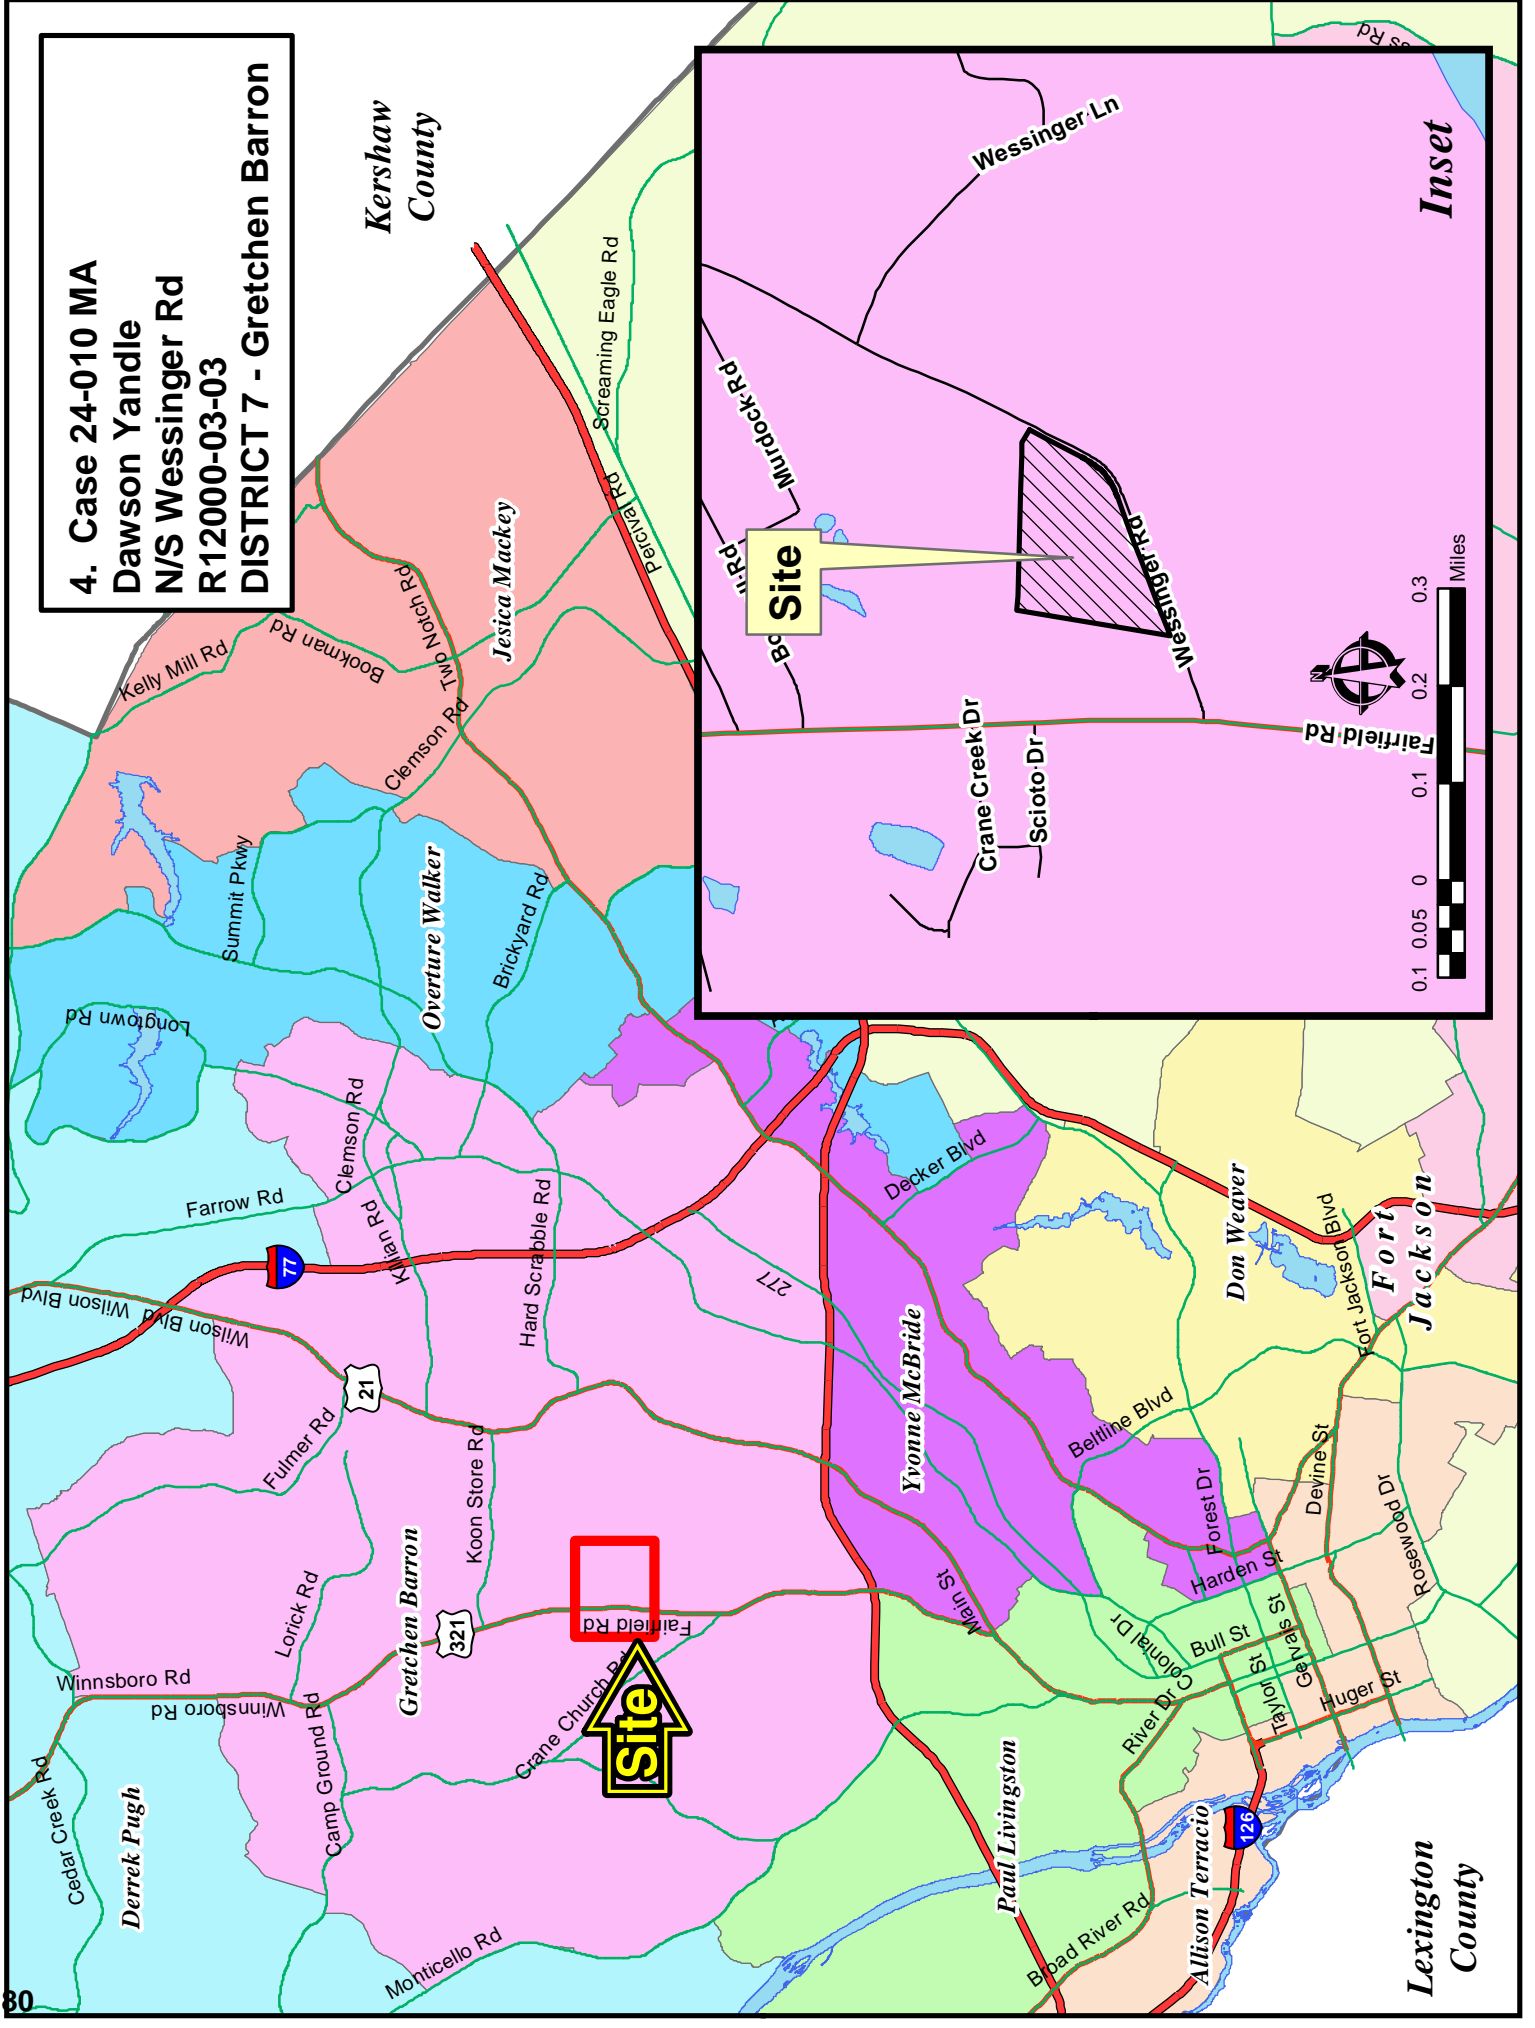 80
4. Case 24-010 MA
Dawson Yandle
N/S Wessinger Rd
R12000-03-03
DISTRICT 7 - Gretchen Barron
Kershaw
County
Derrek Pugh
Cedar Creek Rd
Winnsboro Rd
Winnsboro Rd
Camp Ground Rd
Monticello Rd
Lorick Rd
Fulmer Rd
Wilson Blvd
Wilson Blvd
21
77
Farrow Rd
Longtown Rd
Clemson Rd
Killian Rd
Summit Pkwy
Kelly Mill Rd
Bookman Rd
Two Notch Rd
Clemson Rd
Overture Walker
Brickyard Rd
Jesica Mackey
Percival Rd
Screaming Eagle Rd
Gretchen Barron
321
Koon Store Rd
Hard Scrabble Rd
277
Fairfield Rd
Crane Church Rd
Site
Decker Blvd
Yvonne McBride
Main St
Beltline Blvd
Paul Livingston
Broad River Rd
River Dr
Colonial Dr
Bull St
Taylor St
Gervais St
Huger St
Harden St
Forest Dr
Devine St
Rosewood Dr
Don Weaver
Fort Jackson Blvd
Fort
Jackson
Allison Terracio
126
Lexington
County
Murdock Rd
Site
Wessinger Ln
Wessinger Rd
Wessinger Rd
Crane Creek Dr
Scioto Dr
Fairfield Rd
Inset
0.1 0.05 0 0.1 0.2 0.3
Miles
N